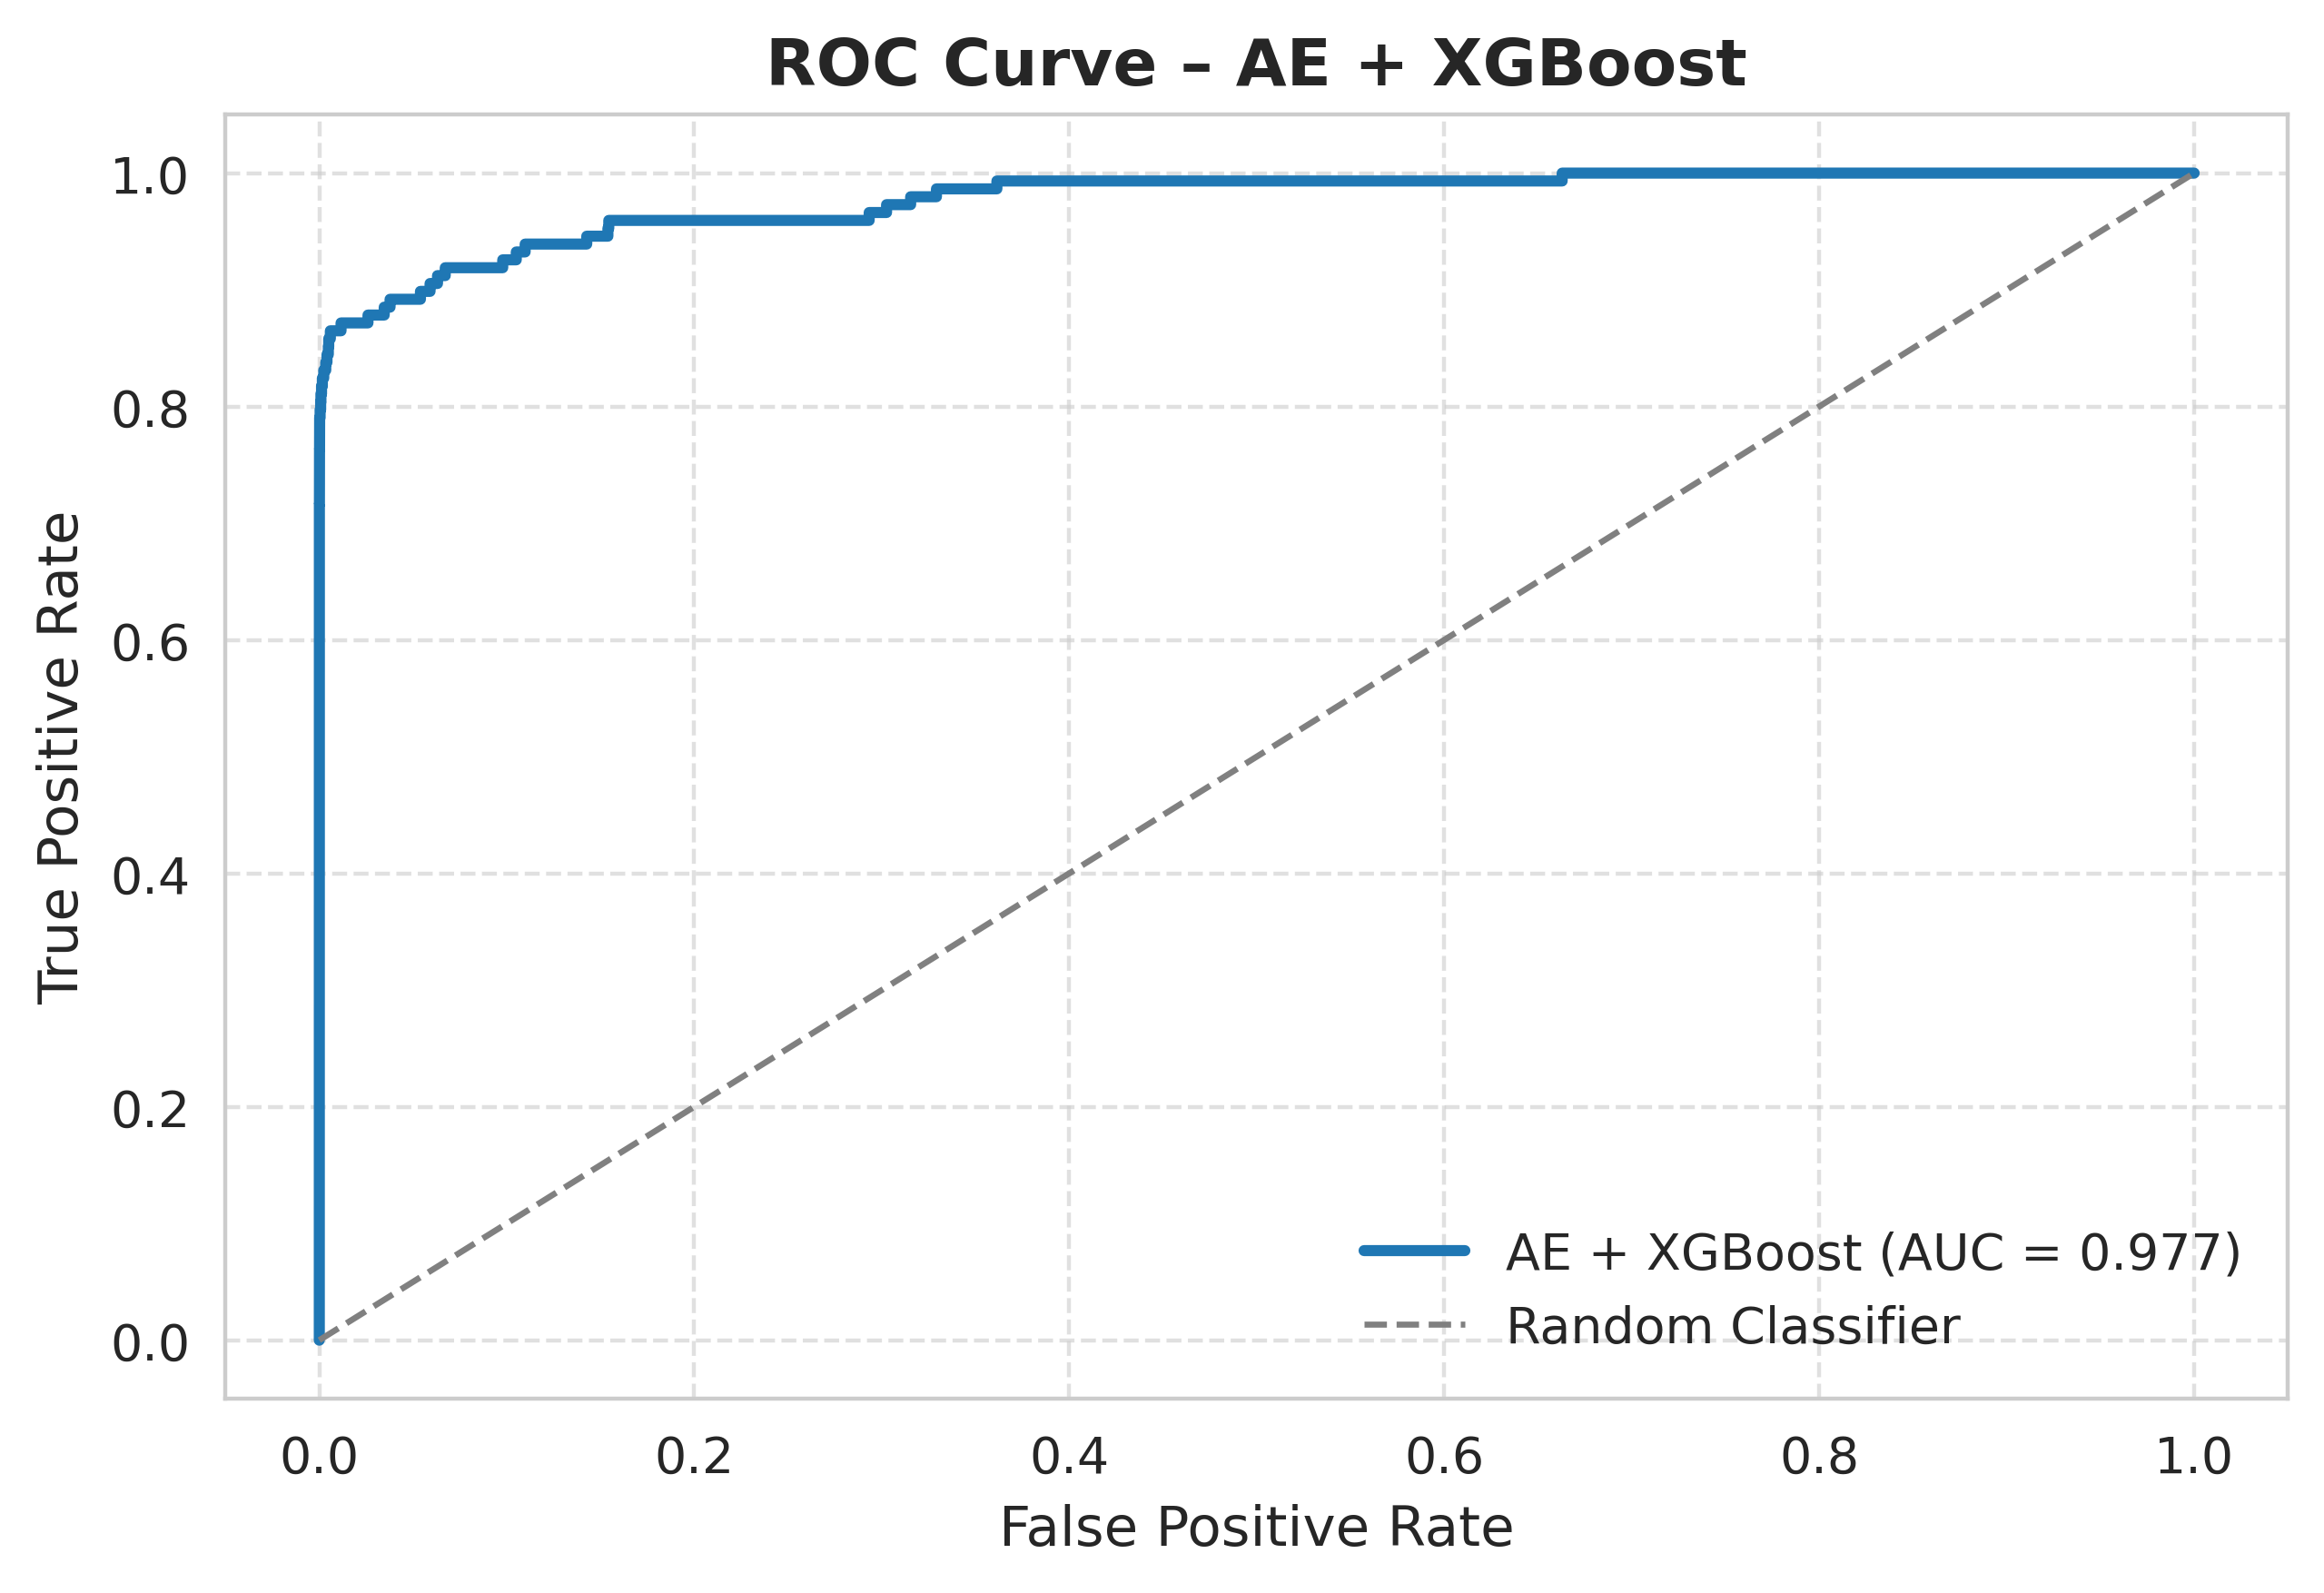 ROC Curve – AE + XGBoost
1.0
0.8
0.6
0.4
0.2
0.0
True Positive Rate
AE + XGBoost (AUC = 0.977)
Random Classifier
0.0 0.2 0.4 0.6 0.8 1.0
False Positive Rate